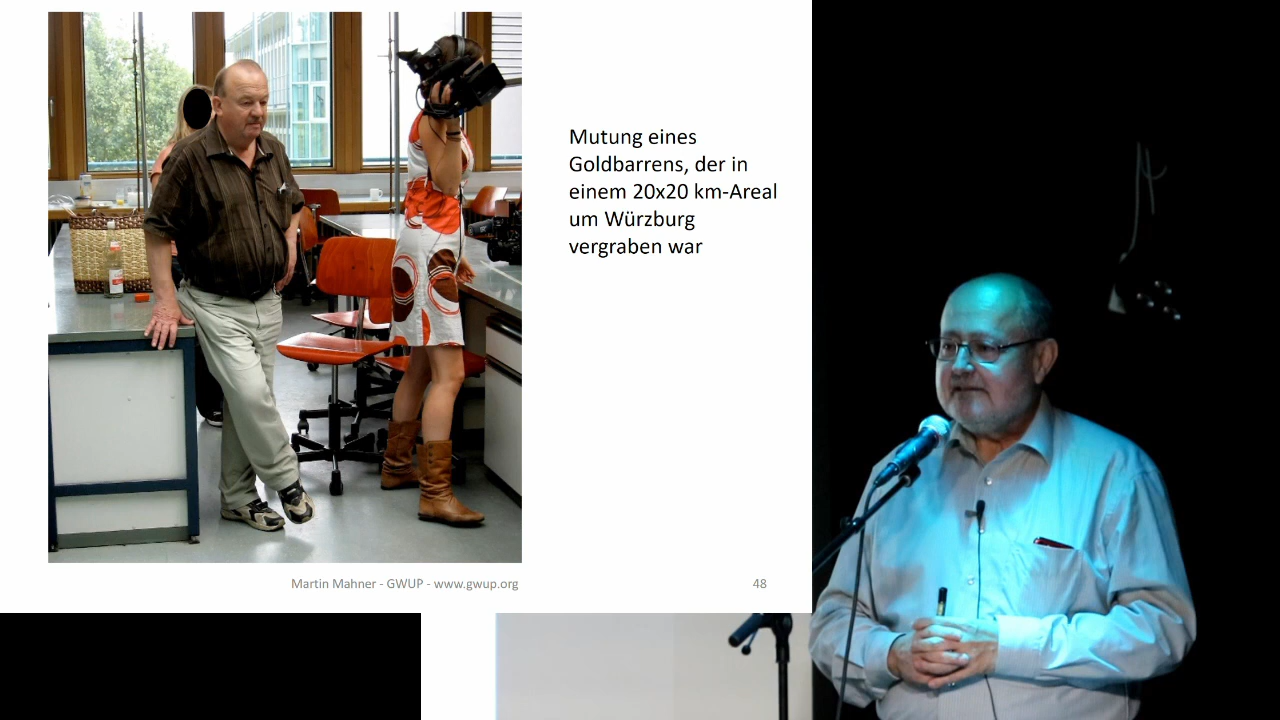 Mutung eines
Goldbarrens, der in
einem 20x20 km-Areal
um Würzburg
vergraben war
Martin Mahner - GWUP - www.gwup.org
48